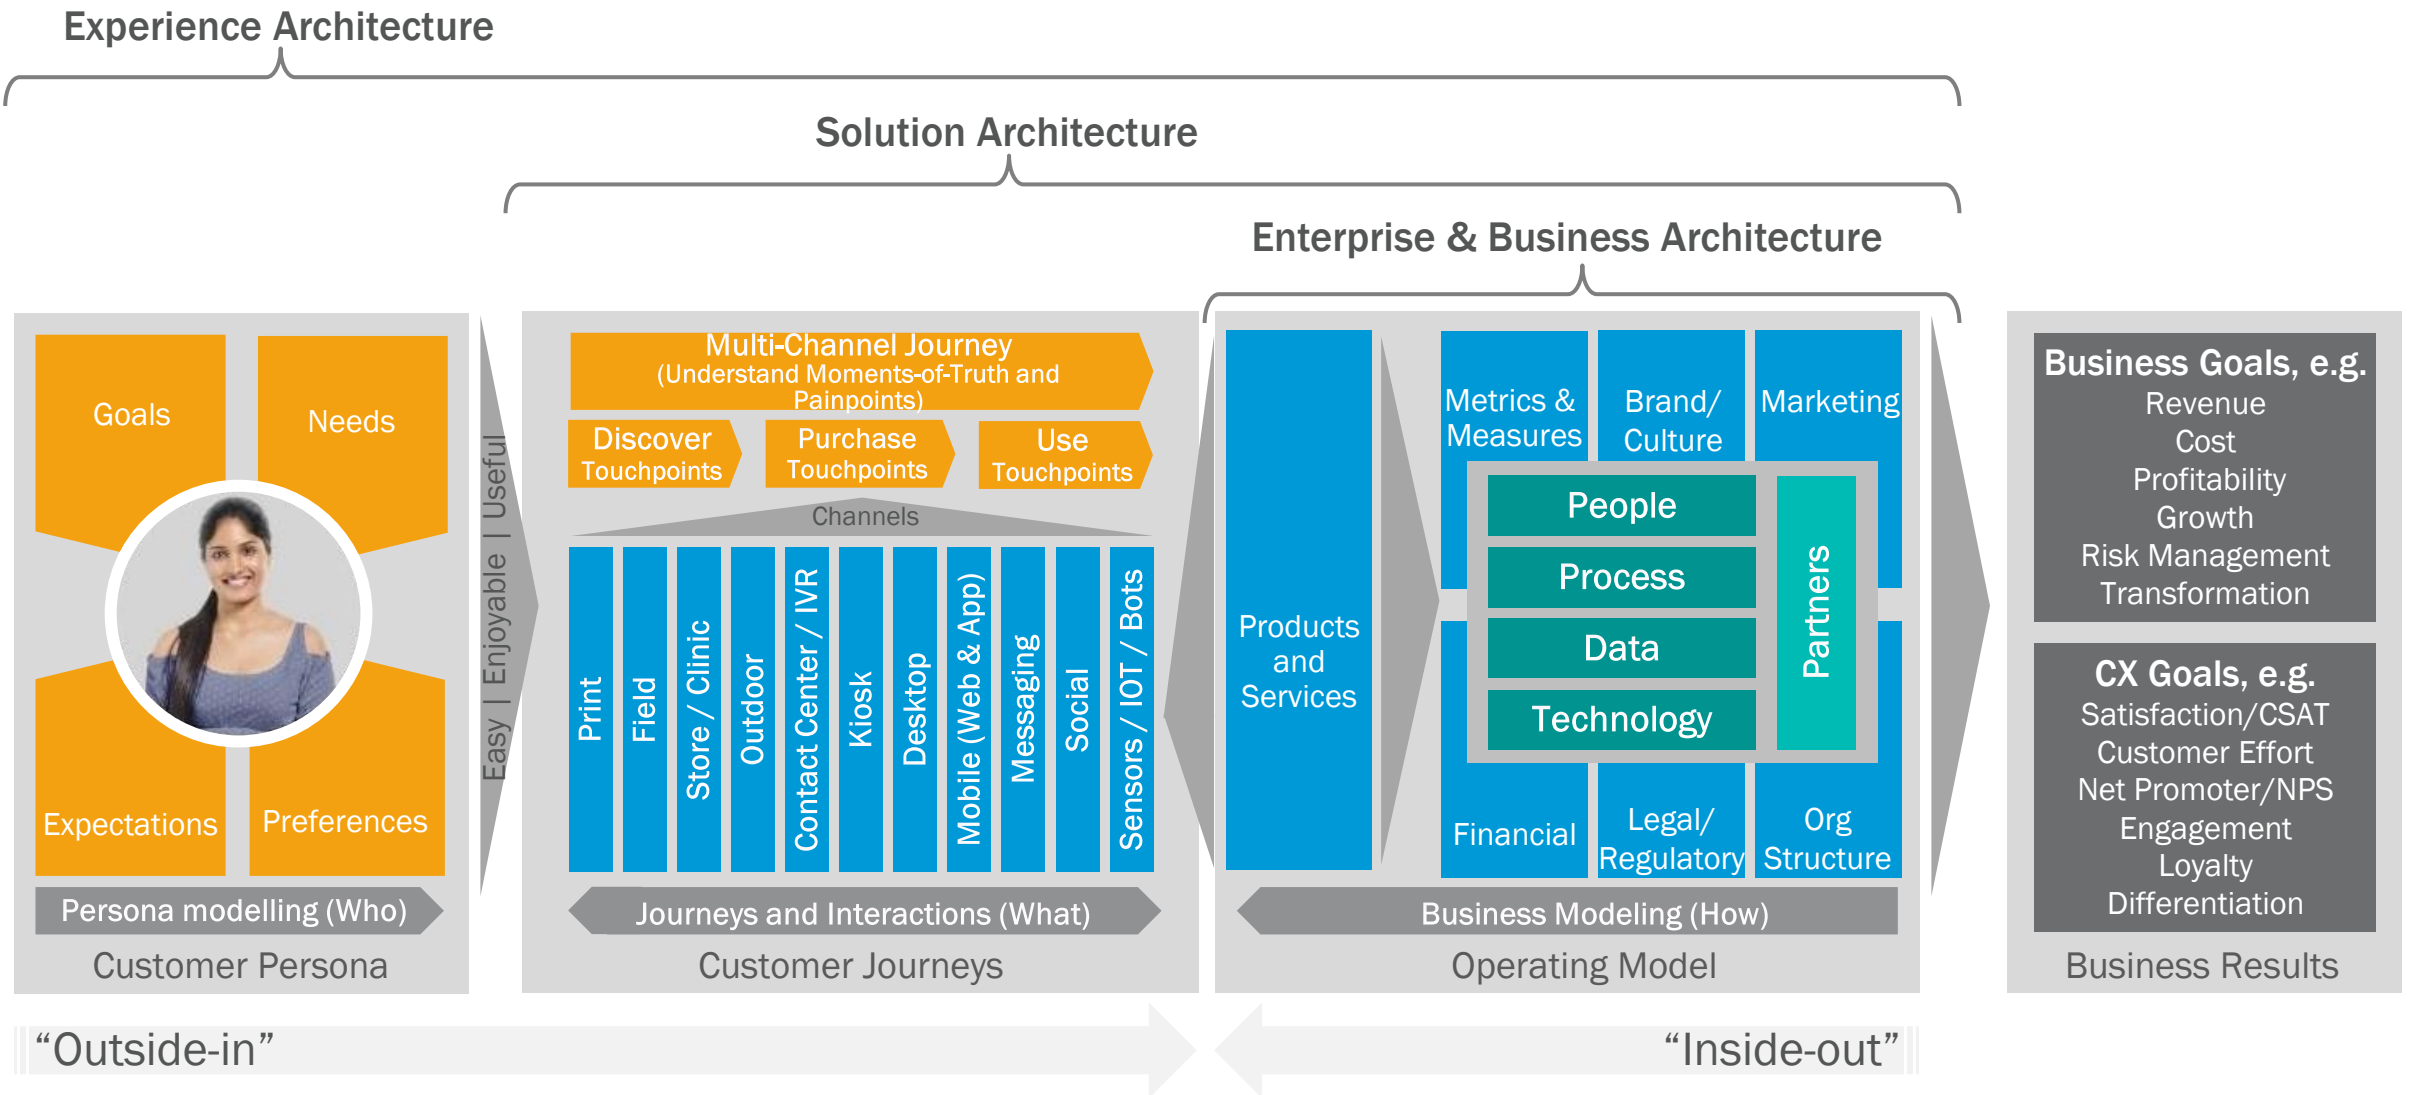 Experience Architecture
Solution Architecture
Enterprise & Business Architecture
Goals
Needs
Expectations
Preferences
Persona modelling (Who)
Customer Persona
Easy | Enjoyable | Useful
Multi-Channel Journey
(Understand Moments-of-Truth and
Painpoints)
Discover
Touchpoints
Purchase
Touchpoints
Use
Touchpoints
Channels
Print
Field
Store / Clinic
Outdoor
Contact Center / IVR
Kiosk
Desktop
Mobile (Web & App)
Messaging
Social
Sensors / IOT / Bots
Journeys and Interactions (What)
Customer Journeys
Products
and
Services
Metrics &
Measures
Brand/
Culture
Marketing
People
Process
Data
Technology
Partners
Financial
Legal/
Regulatory
Org
Structure
Business Modeling (How)
Operating Model
Business Goals, e.g.
Revenue
Cost
Profitability
Growth
Risk Management
Transformation
CX Goals, e.g.
Satisfaction/CSAT
Customer Effort
Net Promoter/NPS
Engagement
Loyalty
Differentiation
Business Results
“Outside-in”
“Inside-out”